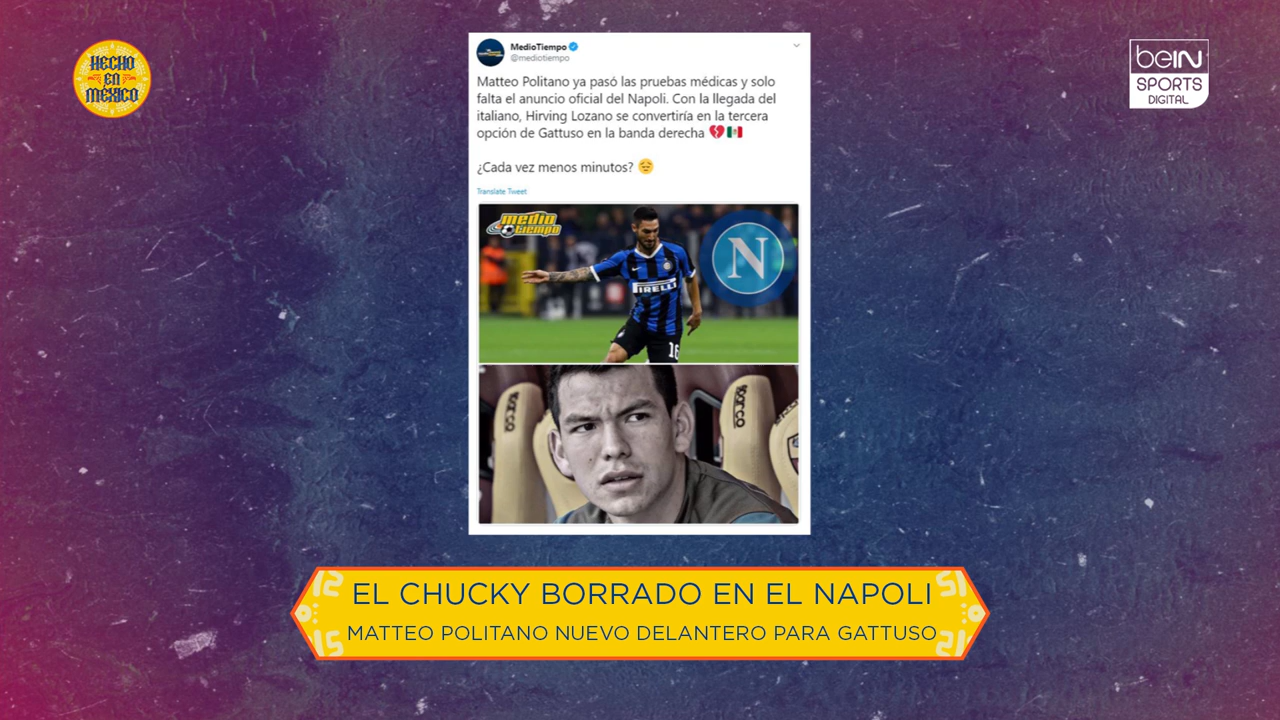 HECHO
EN
MÉXICO
beIN
SPORTS
DIGITAL
MedioTiempo
@mediotiempo
Matteo Politano ya pasó las pruebas médicas y solo
falta el anuncio oficial del Napoli. Con la llegada del
italiano, Hirving Lozano se convertiría en la tercera
opción de Gattuso en la banda derecha 💔🇲🇽
¿Cada vez menos minutos? 😔
Translate Tweet
medio
tiempo
N
PIRELLI
16
sparco
sparco
EL CHUCKY BORRADO EN EL NAPOLI
MATTEO POLITANO NUEVO DELANTERO PARA GATTUSO